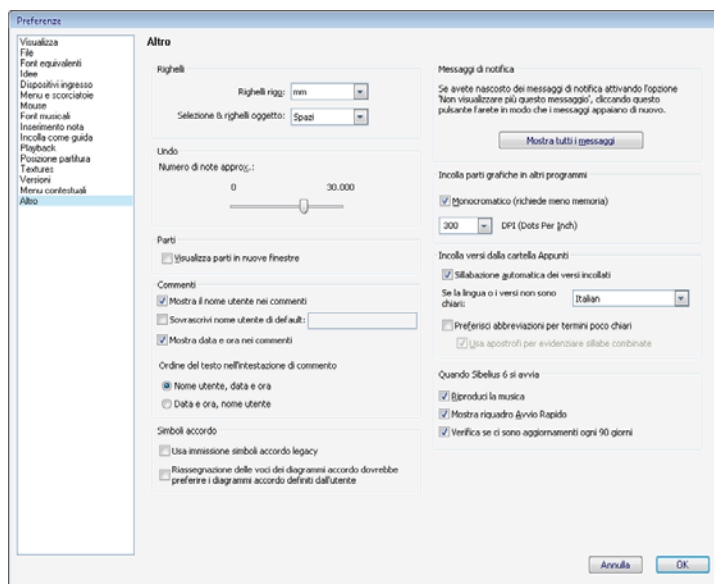 Preferenze
Visualizza
File
Font equivalenti
Idee
Dispositivi ingresso
Menu e scorciatoie
Mouse
Font musicali
Inserimento nota
Incolla come guida
Playback
Posizione partitura
Textures
Versioni
Menu contestuali
Altro
Altro
Righelli
Righelli rigg:
mm
Selezione & righelli oggetto:
Spazi
Undo
Numero di note approx.:
0
30.000
Parti
Visualizza parti in nuove finestre
Commenti
Mostra il nome utente nei commenti
Sovrascrivi nome utente di default:
Mostra data e ora nei commenti
Ordine del testo nell'intestazione di commento
Nome utente, data e ora
Data e ora, nome utente
Simboli accordo
Usa immissione simboli accordo legacy
Riassegnazione delle voci dei diagrammi accordo dovrebbe
preferire i diagrammi accordo definiti dall'utente
Messaggi di notifica
Se avete nascosto dei messaggi di notifica attivando l'opzione
'Non visualizzare più questo messaggio', cliccando questo
pulsante farete in modo che i messaggi appaiano di nuovo.
Mostra tutti i messaggi
Incolla parti grafiche in altri programmi
Monocromatico (richiede meno memoria)
300
DPI (Dots Per Inch)
Incolla versi dalla cartella Appunti
Sillabazione automatica dei versi incollati
Se la lingua o i versi non sono
chiari:
Italian
Preferisci abbreviazioni per termini poco chiari
Usa apostrofi per evidenziare sillabe combinate
Quando Sibelius 6 si avvia
Riproduci la musica
Mostra riquadro Avvio Rapido
Verifica se ci sono aggiornamenti ogni 90 giorni
Annulla
OK